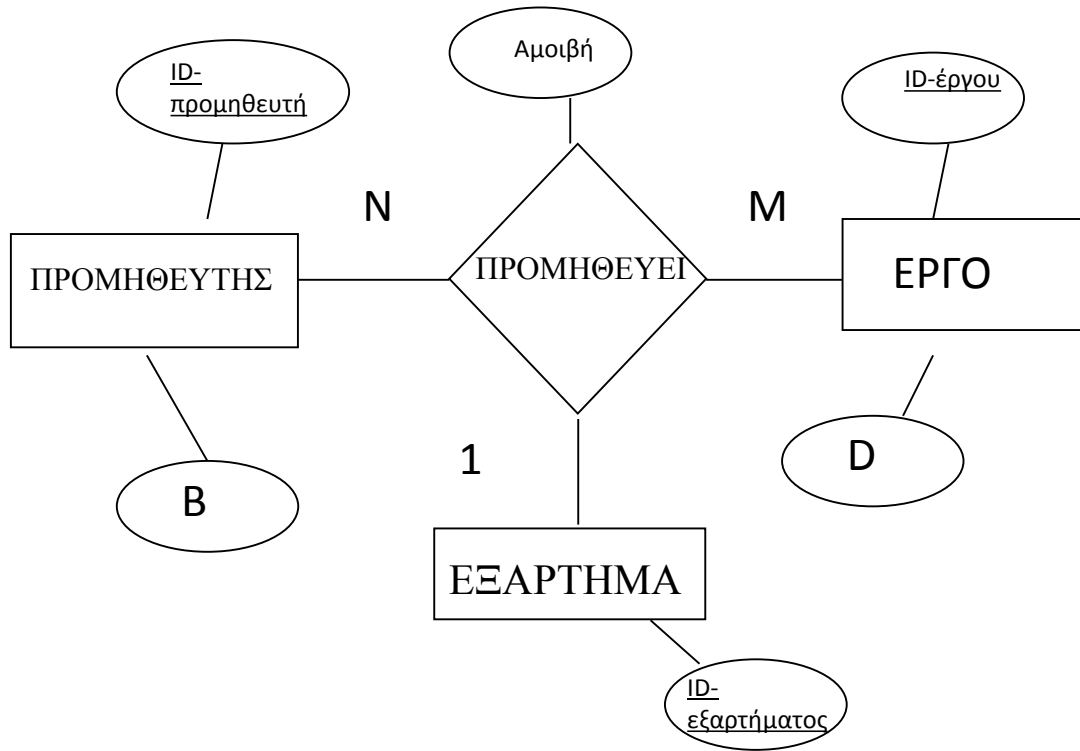 Αμοιβή
ID-
προμηθευτή
ID-έργου
N
M
ΠΡΟΜΗΘΕΥΤΗΣ
ΠΡΟΜΗΘΕΥΕΙ
ΕΡΓΟ
1
D
B
ΕΞΑΡΤΗΜΑ
ID-
εξαρτήματος